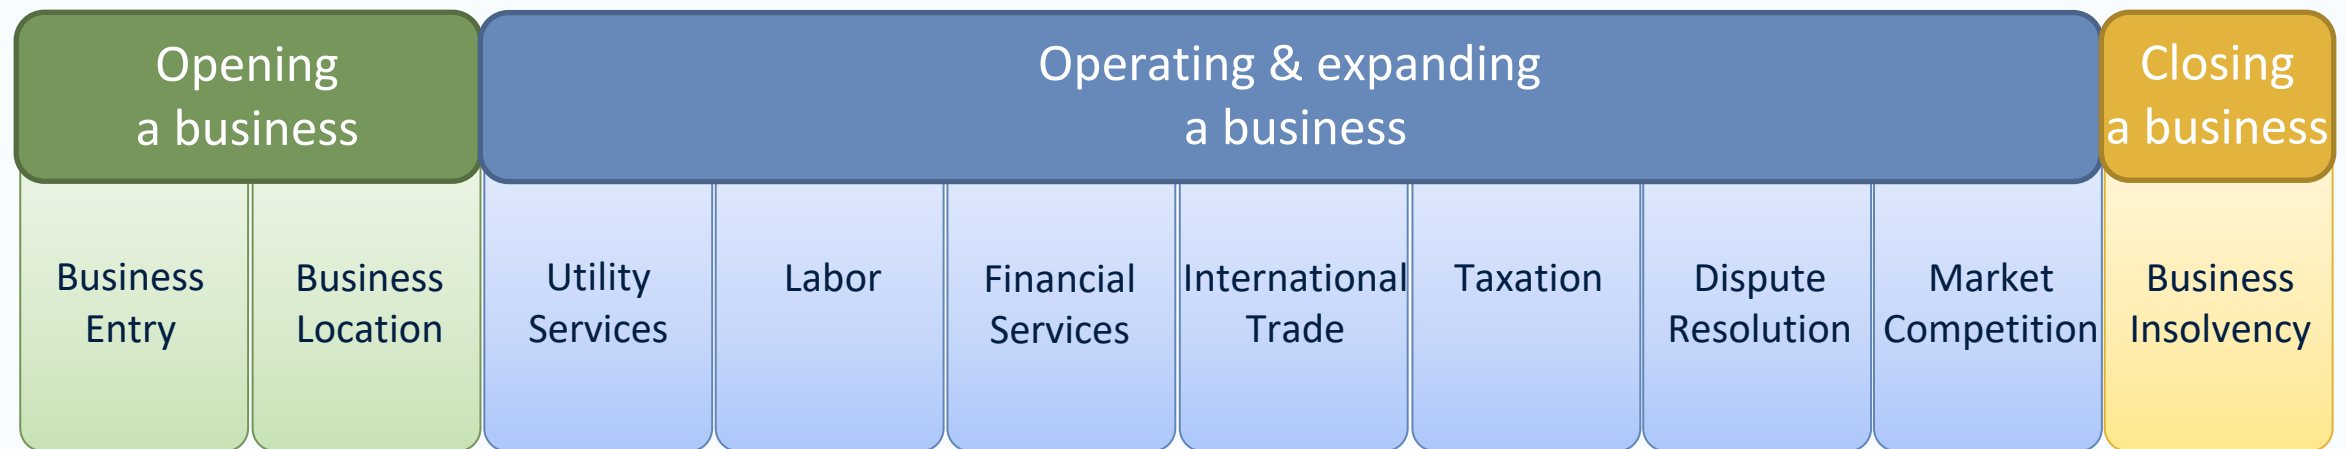 Opening
a business
Operating & expanding
a business
Closing
a business
Business
Entry
Business
Location
Utility
Services
Labor
Financial
Services
International
Trade
Taxation
Dispute
Resolution
Market
Competition
Business
Insolvency